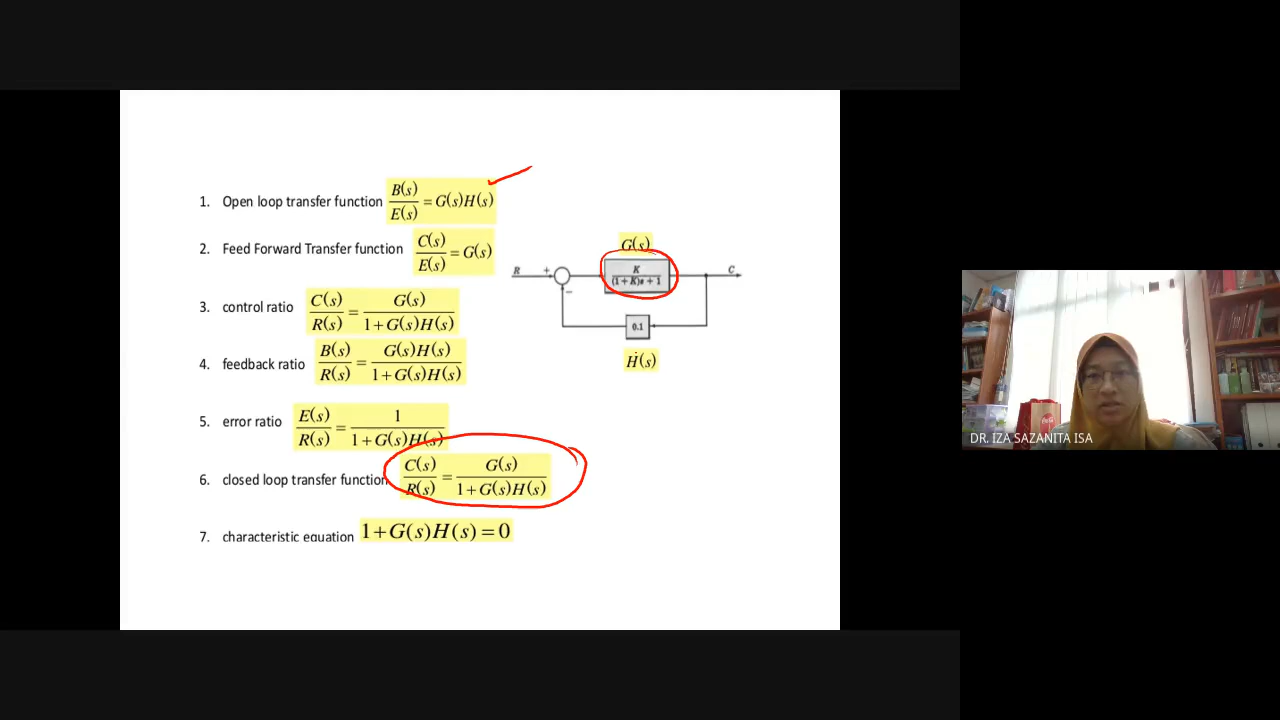 1. Open loop transfer function B(s)/E(s) = G(s)H(s)
2. Feed Forward Transfer function C(s)/E(s) = G(s)
3. control ratio C(s)/R(s) = G(s)/1+G(s)H(s)
4. feedback ratio B(s)/R(s) = G(s)H(s)/1+G(s)H(s)
5. error ratio E(s)/R(s) = 1/1+G(s)H(s)
6. closed loop transfer function C(s)/R(s) = G(s)/1+G(s)H(s)
7. characteristic equation 1+G(s)H(s)=0
G(s)
R + K/(1+K)s+1 C
−
0.1
H(s)
DR. IZA SAZANITA ISA